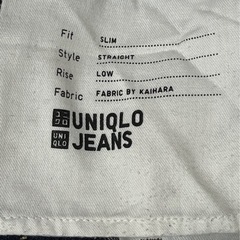 Fit SLIM
Style STRAIGHT
Rise LOW
Fabric FABRIC BY KAIHARA
ユニ クロ UNIQLO
UNI QLO JEANS